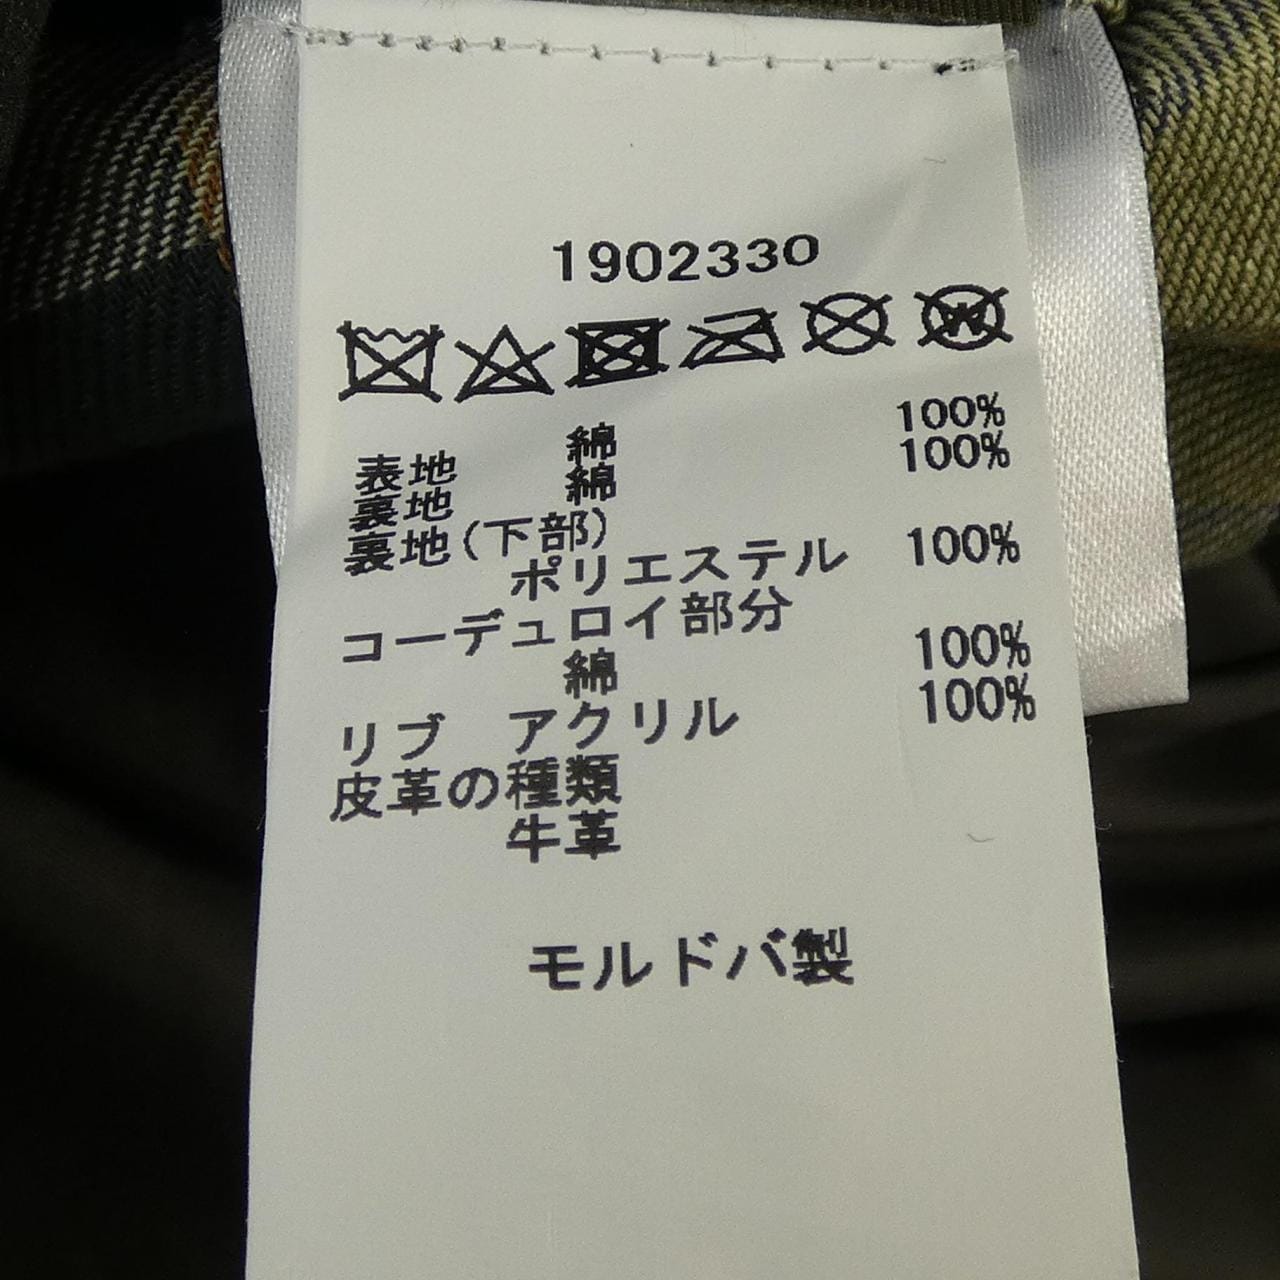 1902330
表地 綿 100%
裏地 綿 100%
裏地(下部)
ポリエステル 100%
コーデュロイ部分
綿 100%
リブ アクリル 100%
皮革の種類
牛革
モルドバ製